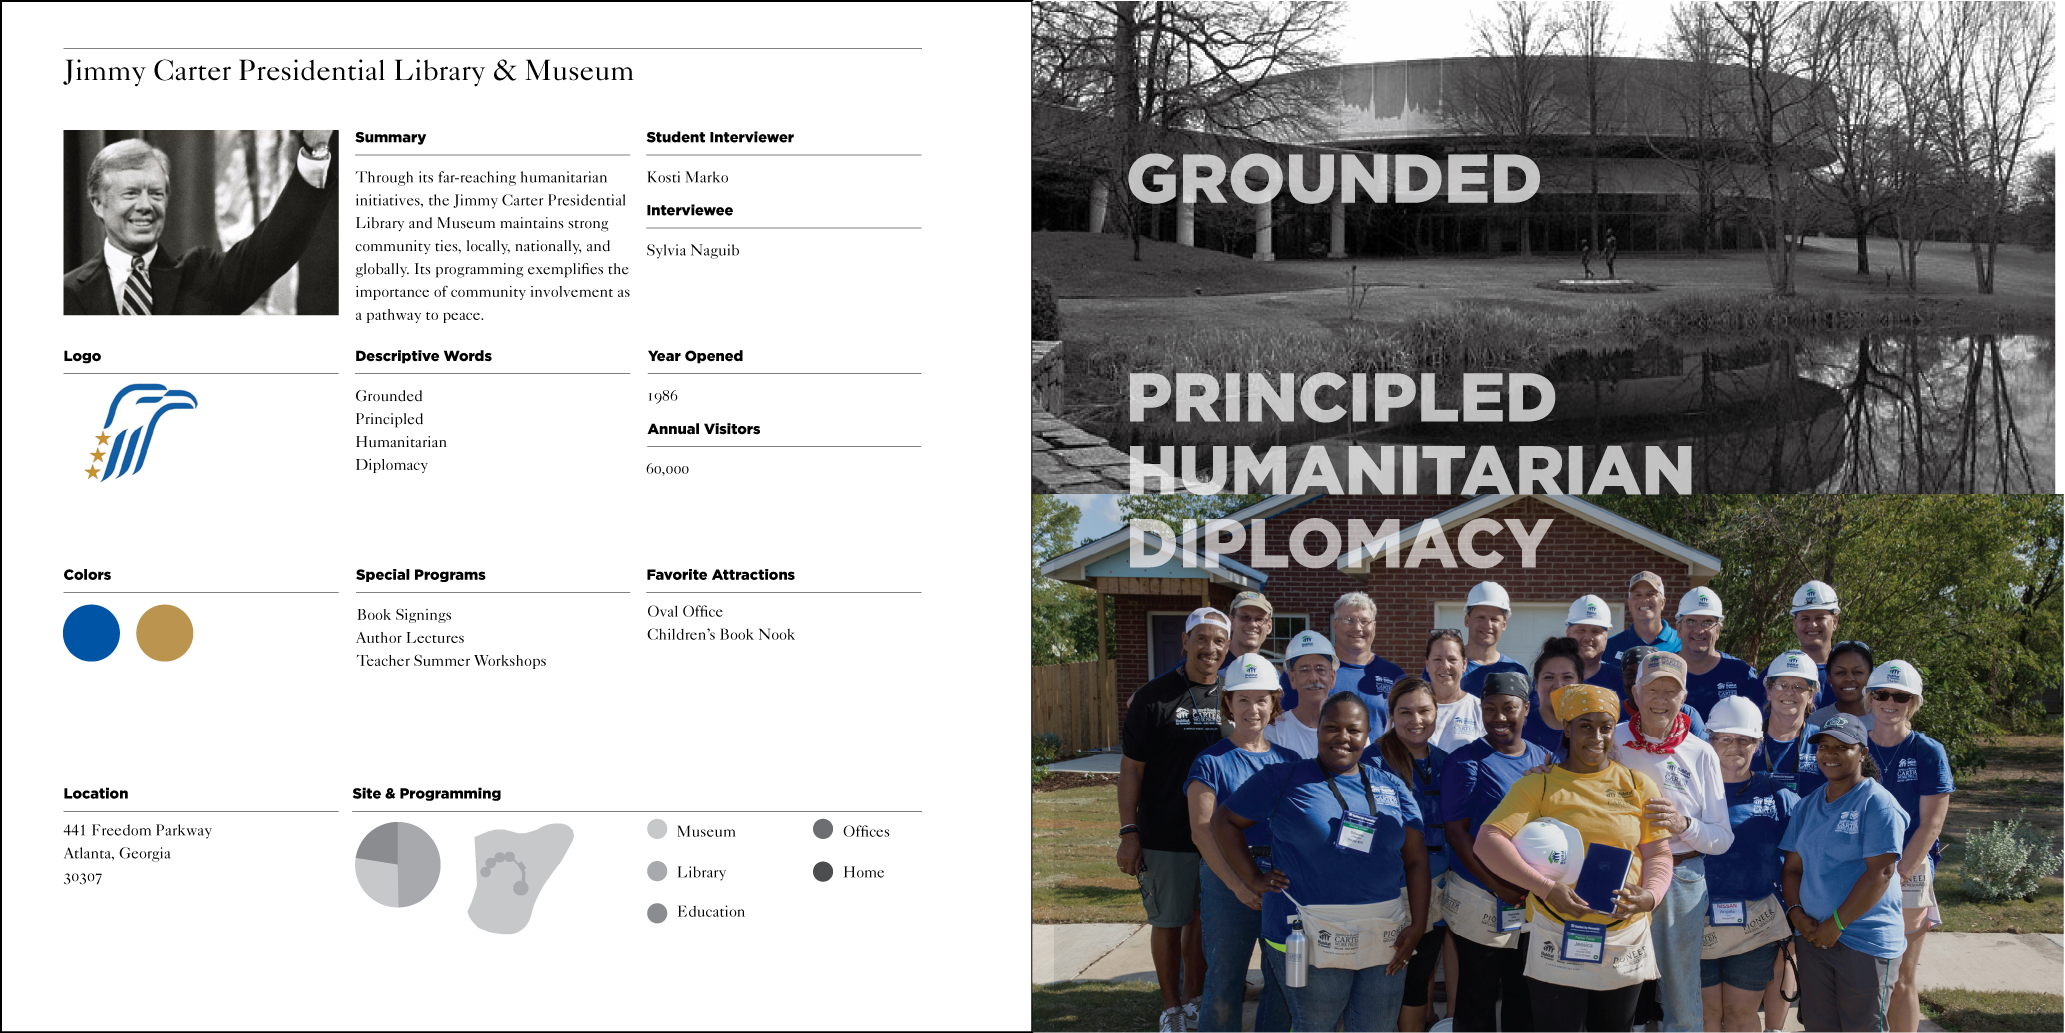 Jimmy Carter Presidential Library & Museum
Summary
Through its far-reaching humanitarian
initiatives, the Jimmy Carter Presidential
Library and Museum maintains strong
community ties, locally, nationally, and
globally. Its programming exemplifies the
importance of community involvement as
a pathway to peace.
Student Interviewer
Kosti Marko
Interviewee
Sylvia Naguib
Logo
Descriptive Words
Grounded
Principled
Humanitarian
Diplomacy
Year Opened
1986
Annual Visitors
60,000
Colors
Special Programs
Book Signings
Author Lectures
Teacher Summer Workshops
Favorite Attractions
Oval Office
Children's Book Nook
Location
441 Freedom Parkway
Atlanta, Georgia
30307
Site & Programming
Museum
Library
Education
Offices
Home
GROUNDED
PRINCIPLED
HUMANITARIAN
DIPLOMACY